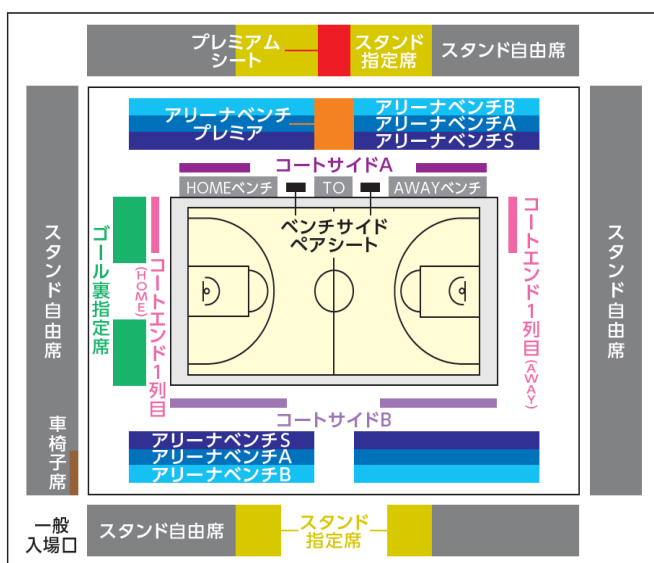 プレミアム
シート
スタンド
指定席
スタンド自由席
アリーナベンチ
プレミア
アリーナベンチB
アリーナベンチA
アリーナベンチS
コートサイドA
HOMEベンチ
TO
AWAYベンチ
ベンチサイド
ペアシート
スタンド自由席
ゴール裏指定席
コートエンド1列目
(HOME)
コートエンド1列目(AWAY)
スタンド自由席
コートサイドB
アリーナベンチS
アリーナベンチA
アリーナベンチB
車椅子席
一般
入場口
スタンド自由席
スタンド
指定席